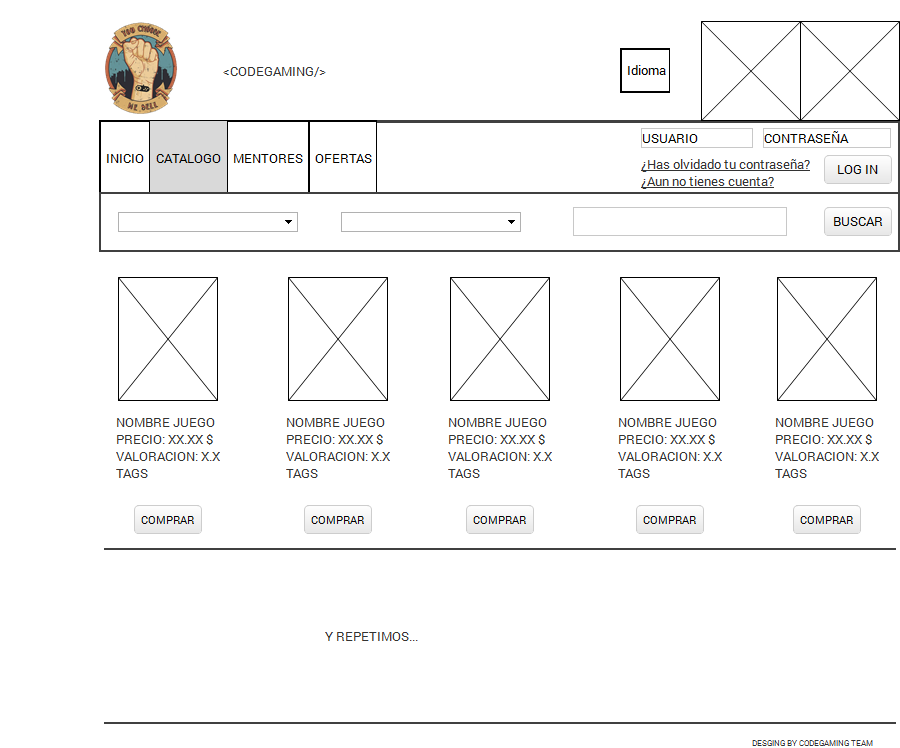 YOU CHOOSE
WE SELL
<CODEGAMING/>
Idioma
INICIO
CATALOGO
MENTORES
OFERTAS
USUARIO
CONTRASEÑA
¿Has olvidado tu contraseña?
¿Aun no tienes cuenta?
LOG IN
BUSCAR
NOMBRE JUEGO
PRECIO: XX.XX $
VALORACION: X.X
TAGS
COMPRAR
NOMBRE JUEGO
PRECIO: XX.XX $
VALORACION: X.X
TAGS
COMPRAR
NOMBRE JUEGO
PRECIO: XX.XX $
VALORACION: X.X
TAGS
COMPRAR
NOMBRE JUEGO
PRECIO: XX.XX $
VALORACION: X.X
TAGS
COMPRAR
NOMBRE JUEGO
PRECIO: XX.XX $
VALORACION: X.X
TAGS
COMPRAR
Y REPETIMOS...
DESGING BY CODEGAMING TEAM